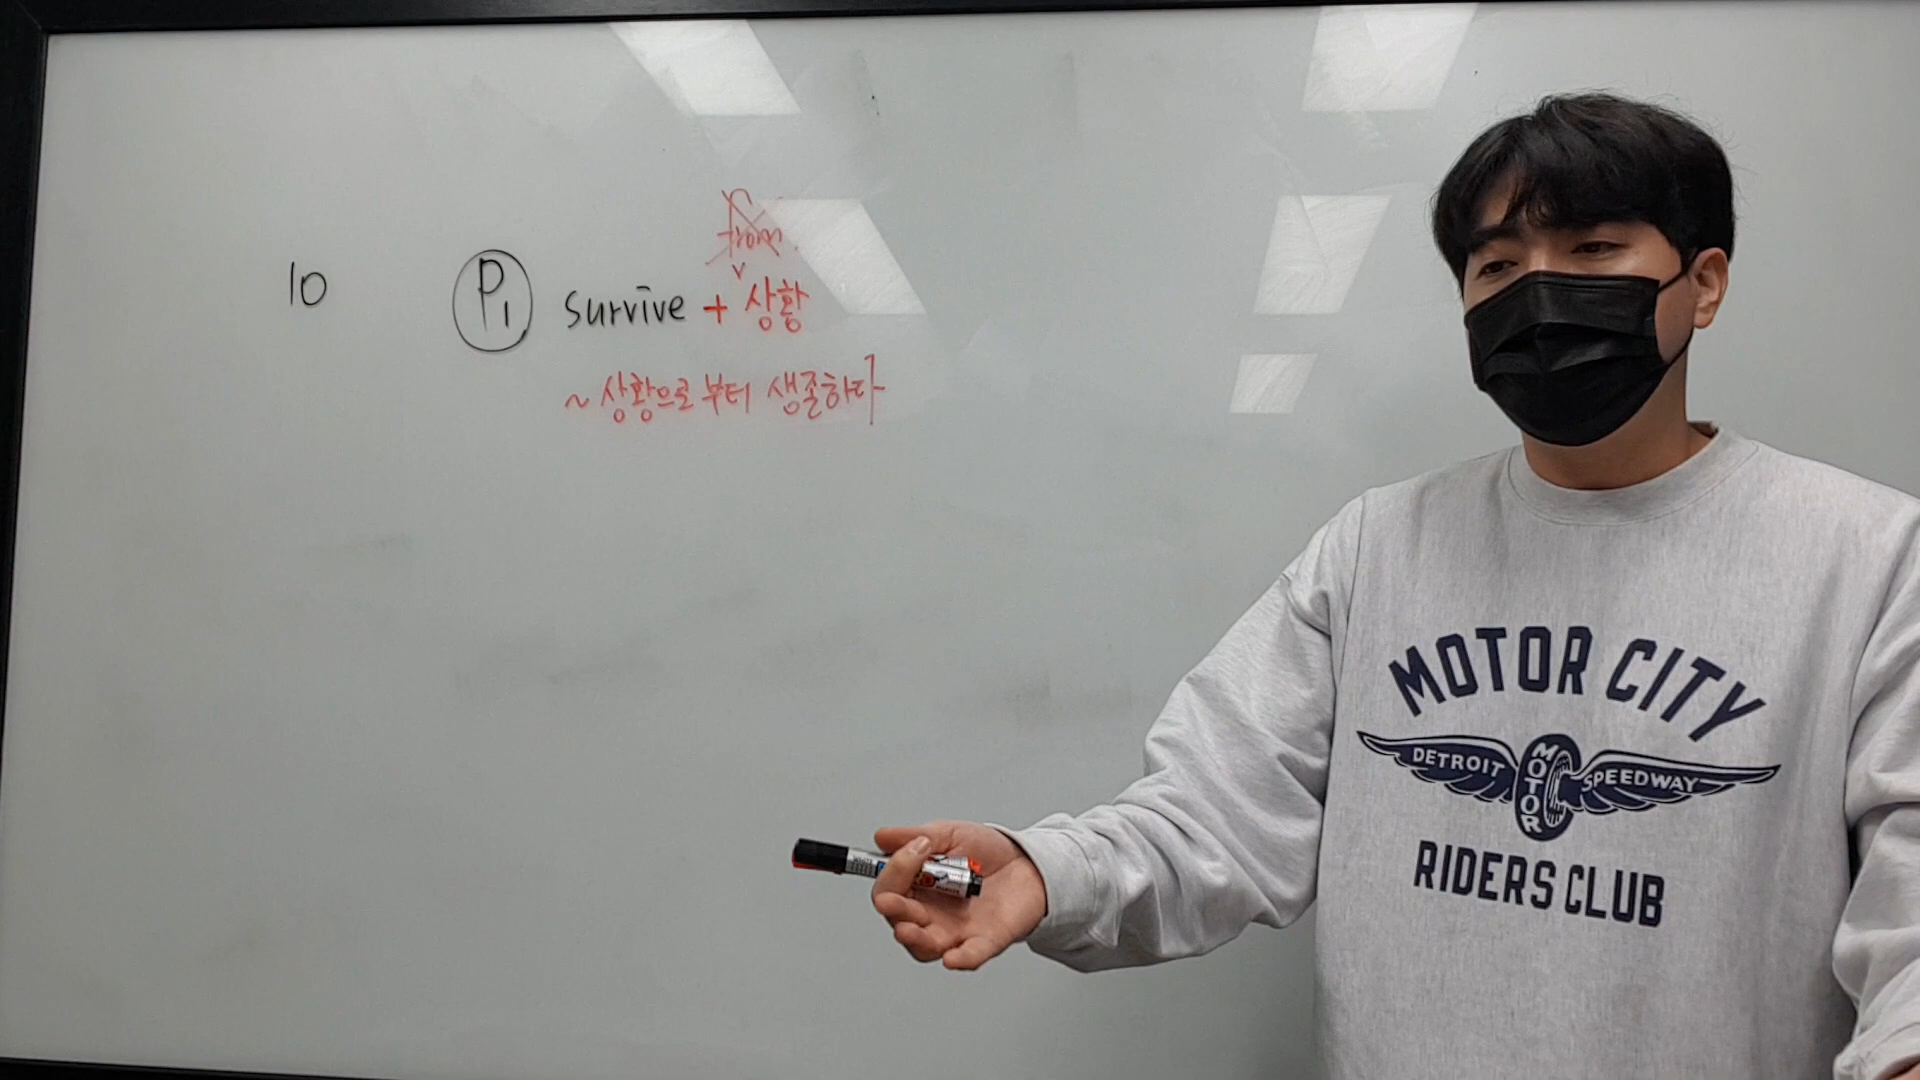 from
10 P1 survive + 상황
~ 상황으로부터 생존하다
MOTOR CITY
DETROIT MOTOR SPEEDWAY
RIDERS CLUB